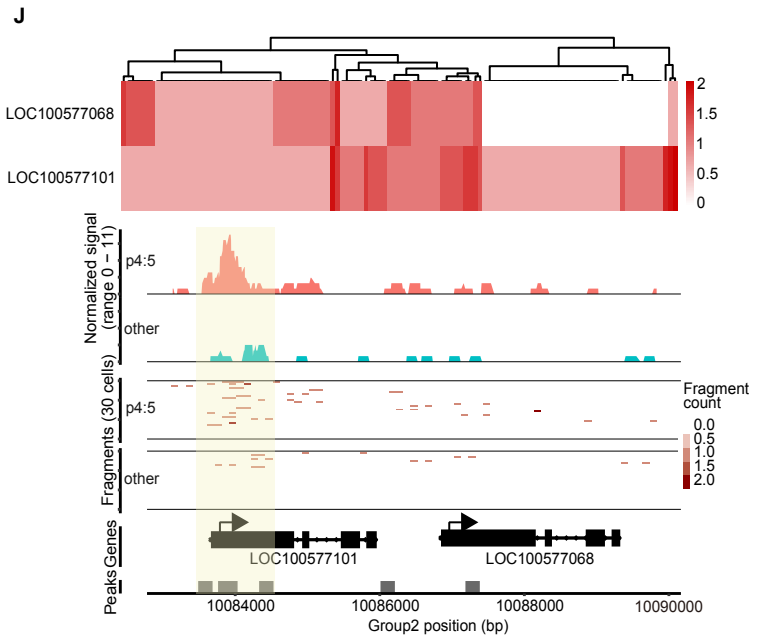 J
LOC100577068
LOC100577101
2
1.5
1
0.5
0
Normalized signal
(range 0 – 11)
p4:5
other
Fragments (30 cells)
p4:5
other
Fragment
count
0.0
0.5
1.0
1.5
2.0
Genes
LOC100577101
LOC100577068
Peaks
10084000
10086000
10088000
10090000
Group2 position (bp)